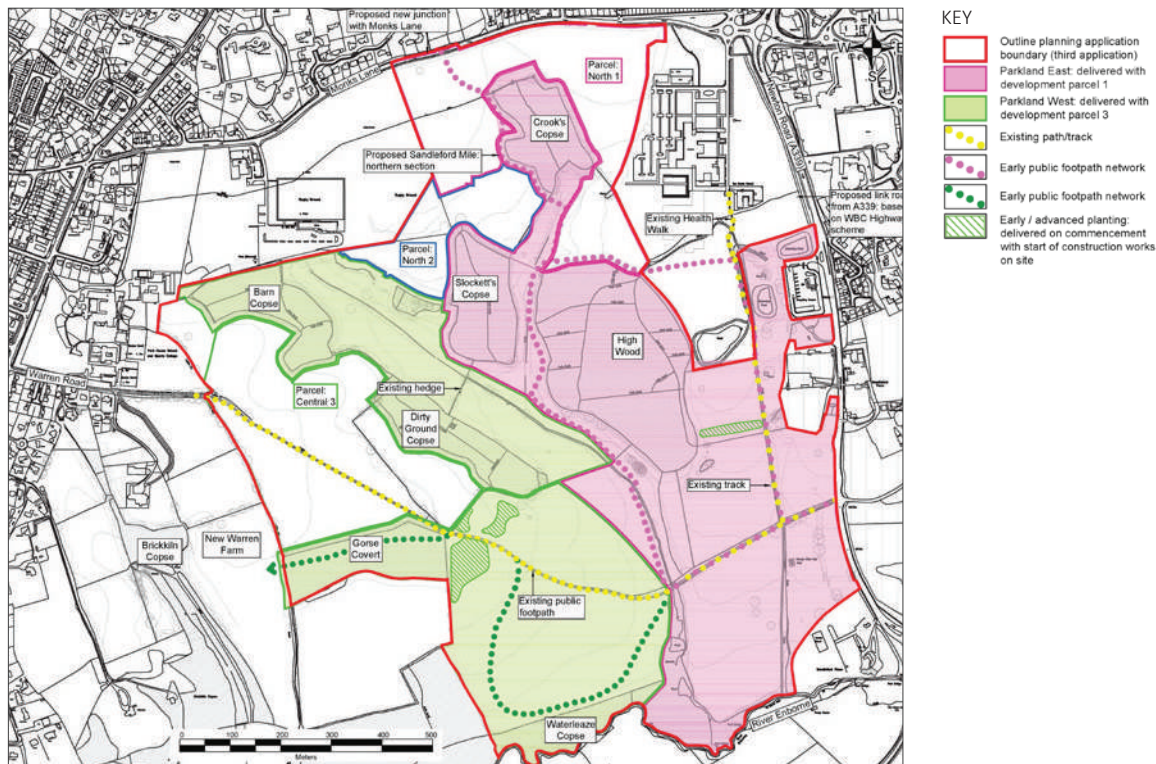 Proposed new junction
with Monks Lane
Monks Lane
N
W
E
S
Parcel:
North 1
Crook's
Copse
Proposed Sandleford Mile:
northern section
Newtown Road (A339)
Existing Health
Walk
Proposed link roa
from A339: base
on WBC Highway
scheme
Parcel:
North 2
Slockett's
Copse
Barn
Copse
High
Wood
Warren Road
Existing hedge
Parcel:
Central 3
Dirty
Ground
Copse
Existing track
Brickkiln
Copse
New Warren
Farm
Gorse
Covert
Existing public
footpath
Waterleaze
Copse
River Enborne
0 100 200 300 400 500
Meters
KEY
Outline planning application
boundary (third application)
Parkland East: delivered with
development parcel 1
Parkland West: delivered with
development parcel 3
Existing path/track
Early public footpath network
Early public footpath network
Early / advanced planting:
delivered on commencement
with start of construction works
on site